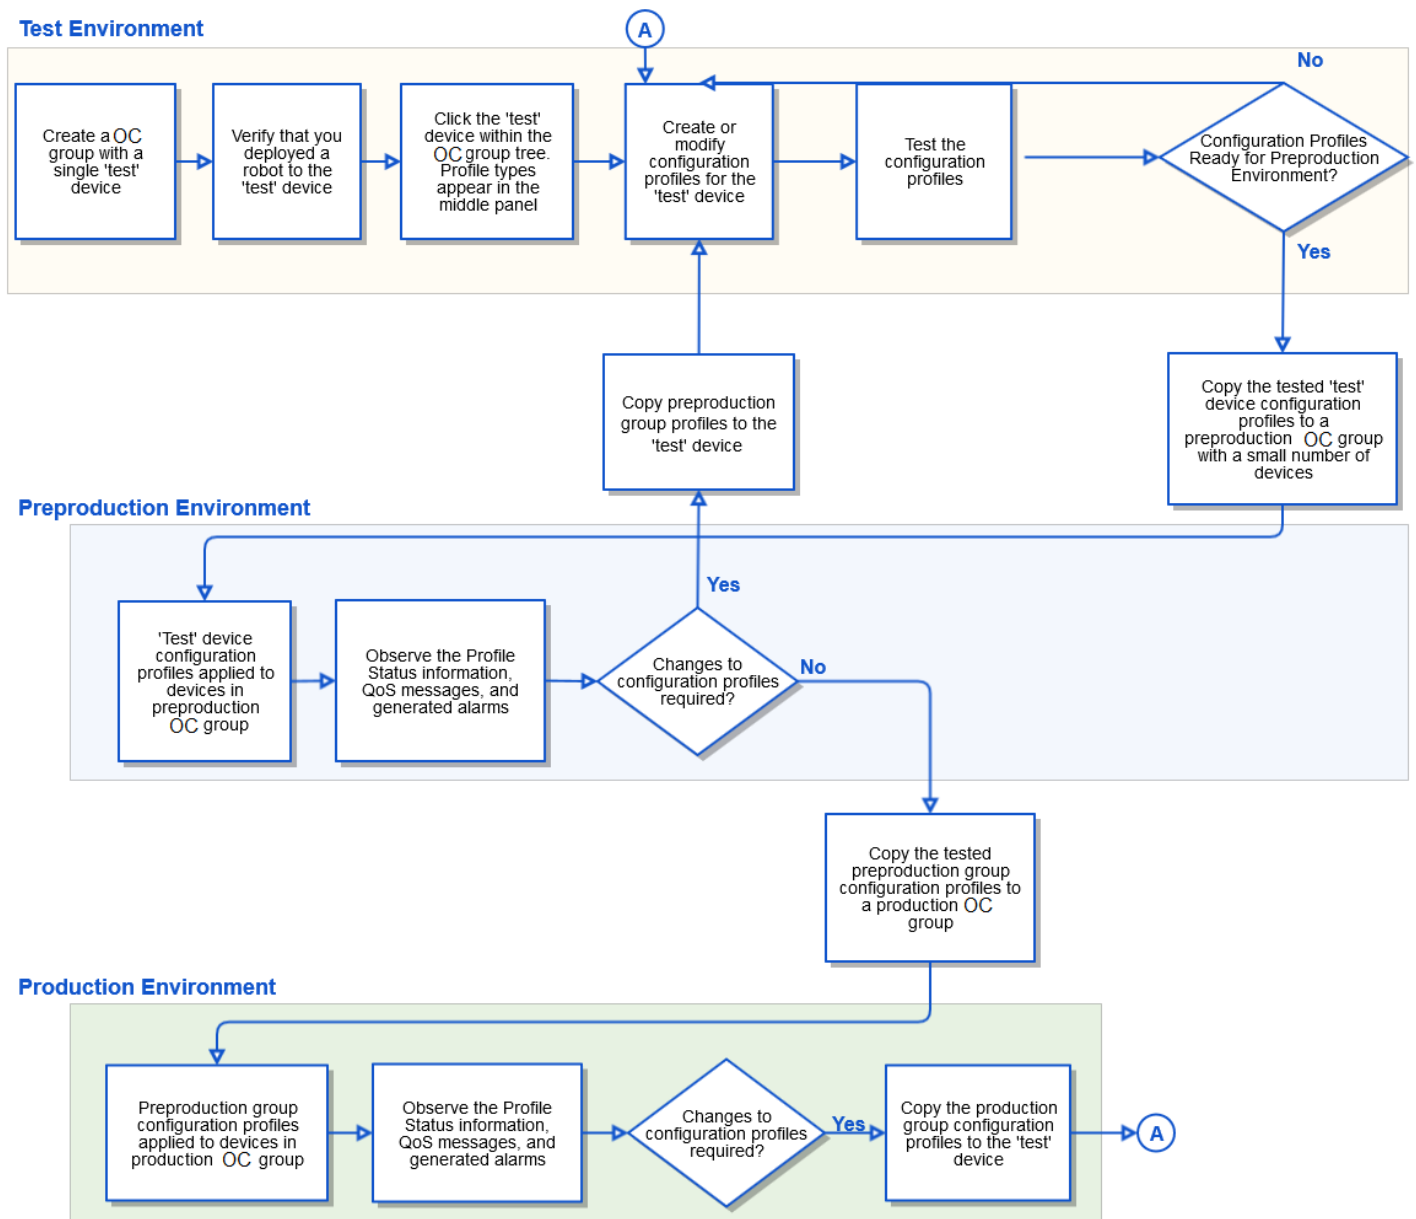 Test Environment
A
No
Create a OC
group with a
single 'test'
device
Verify that you
deployed a
robot to the
'test' device
Click the 'test'
device within the
OC group tree.
Profile types
appear in the
middle panel
Create or
modify
configuration
profiles for the
'test' device
Test the
configuration
profiles
Configuration Profiles
Ready for Preproduction
Environment?
Yes
Copy preproduction
group profiles to the
'test' device
Copy the tested 'test'
device configuration
profiles to a
preproduction OC group
with a small number of
devices
Preproduction Environment
Yes
'Test' device
configuration
profiles applied to
devices in
preproduction
OC group
Observe the Profile
Status information,
QoS messages, and
generated alarms
Changes to
configuration profiles
required?
No
Copy the tested
preproduction group
configuration profiles to
a production OC
group
Production Environment
Preproduction group
configuration profiles
applied to devices in
production OC group
Observe the Profile
Status information,
QoS messages, and
generated alarms
Changes to
configuration profiles
required?
Yes
Copy the production
group configuration
profiles to the 'test'
device
A